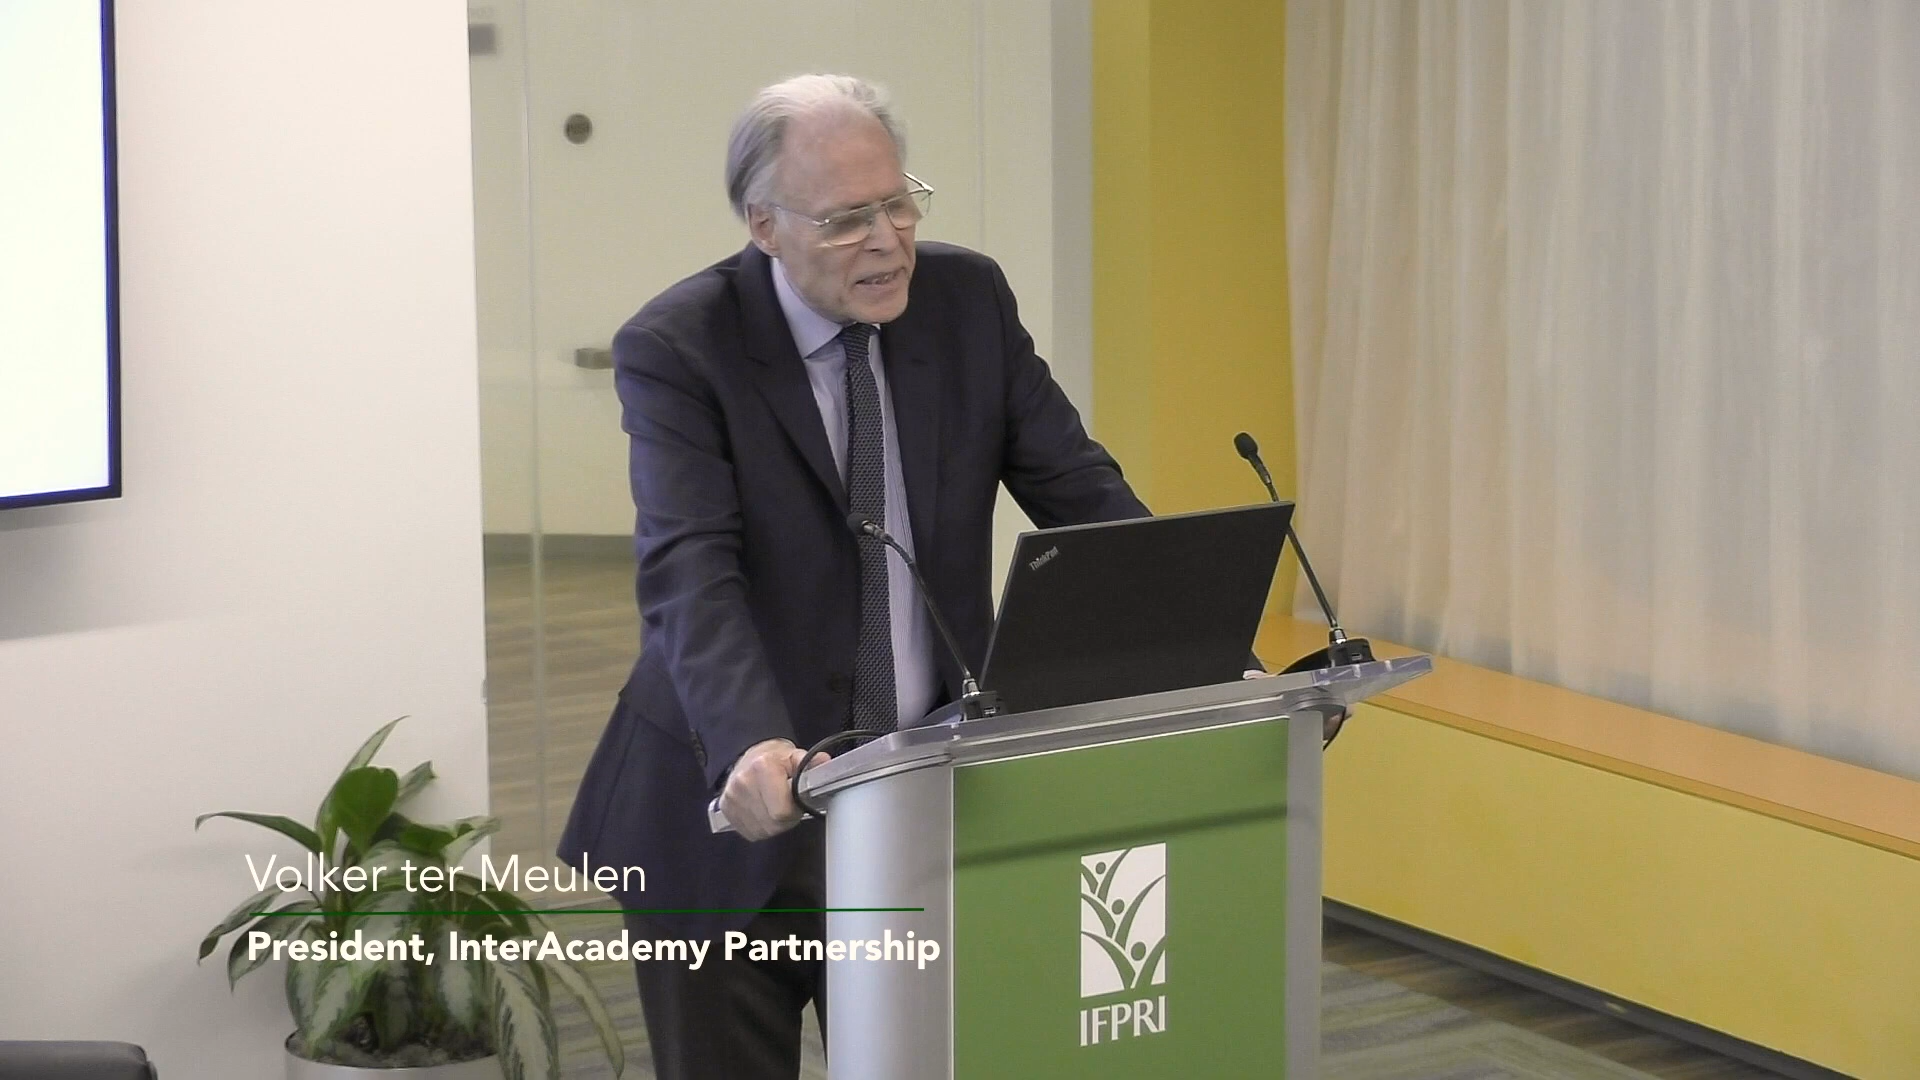 ThinkPad
Volker ter Meulen
President, InterAcademy Partnership
IFPRI